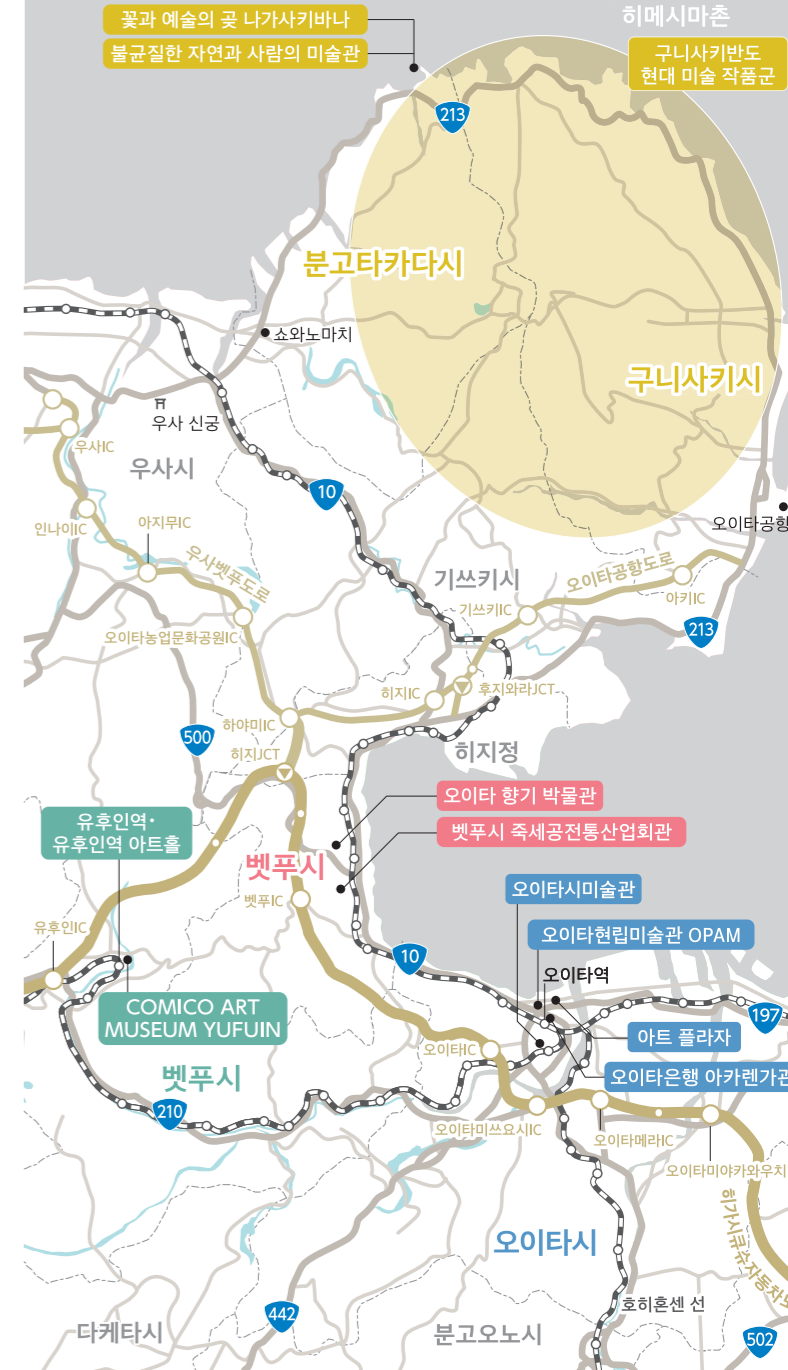 꽃과 예술의 곶 나가사키바나
불균질한 자연과 사람의 미술관
히메시마촌
구니사키반도
현대 미술 작품군
213
분고타카다시
쇼와노마치
구니사키시
우사 신궁
우사IC
우사시
10
인나이IC
아지무IC
오이타공항
우사벳푸도로
기쓰키시
오이타공항도로
아키IC
기쓰키IC
213
오이타농업문화공원IC
히지IC
후지와라JCT
하야미IC
500
히지JCT
히지정
오이타 향기 박물관
벳푸시 죽세공전통산업회관
유후인역·
유후인역 아트홀
벳푸시
벳푸IC
오이타시미술관
유후인IC
오이타현립미술관 OPAM
10
오이타역
COMICO ART
MUSEUM YUFUIN
197
아트 플라자
오이타IC
벳푸시
오이타은행 아카렌가관
210
오이타미쓰요시IC
오이타메라IC
오이타미야카와우치
히가시큐슈자동차도
오이타시
442
호히혼센 선
다케타시
분고오노시
502